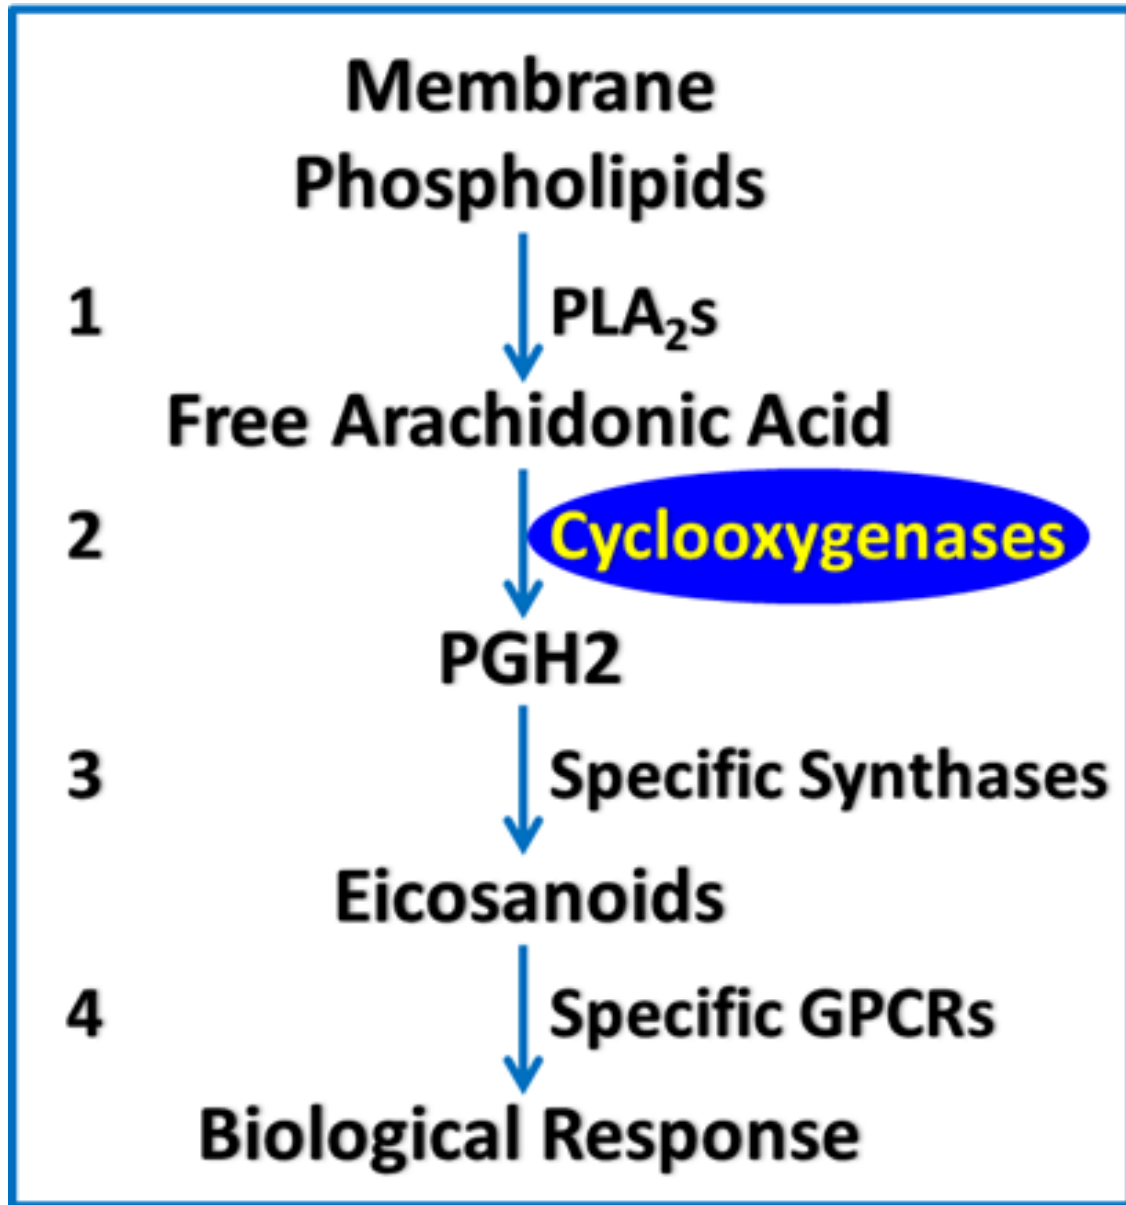 Membrane
Phospholipids
1 PLA₂s
Free Arachidonic Acid
2 Cyclooxygenases
PGH2
3 Specific Synthases
Eicosanoids
4 Specific GPCRs
Biological Response